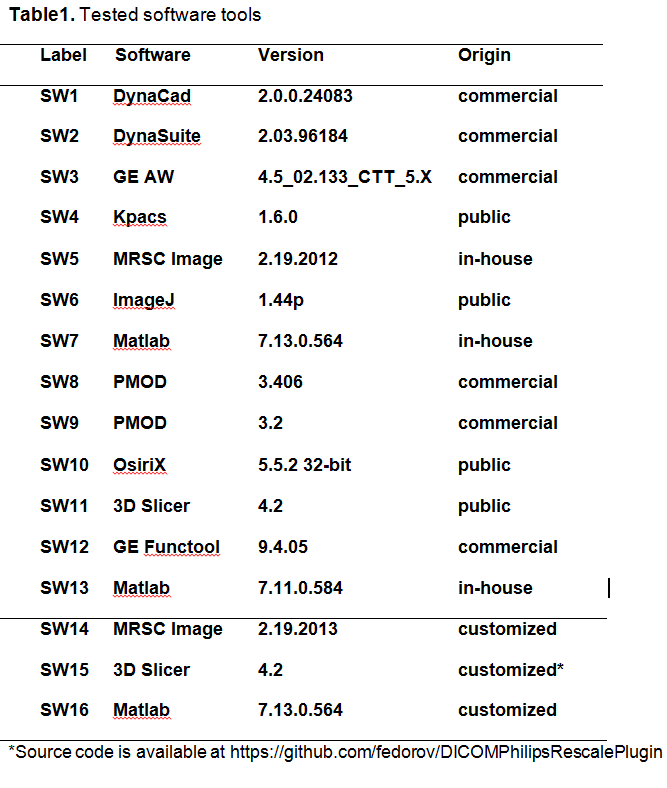 Table1. Tested software tools
Label Software Version Origin
SW1 DynaCad 2.0.0.24083 commercial
SW2 DynaSuite 2.03.96184 commercial
SW3 GE AW 4.5_02.133_CTT_5.X commercial
SW4 Kpacs 1.6.0 public
SW5 MRSC Image 2.19.2012 in-house
SW6 ImageJ 1.44p public
SW7 Matlab 7.13.0.564 in-house
SW8 PMOD 3.406 commercial
SW9 PMOD 3.2 commercial
SW10 OsiriX 5.5.2 32-bit public
SW11 3D Slicer 4.2 public
SW12 GE Functool 9.4.05 commercial
SW13 Matlab 7.11.0.584 in-house
SW14 MRSC Image 2.19.2013 customized
SW15 3D Slicer 4.2 customized*
SW16 Matlab 7.13.0.564 customized
*Source code is available at https://github.com/fedorov/DICOMPhilipsRescalePlugin